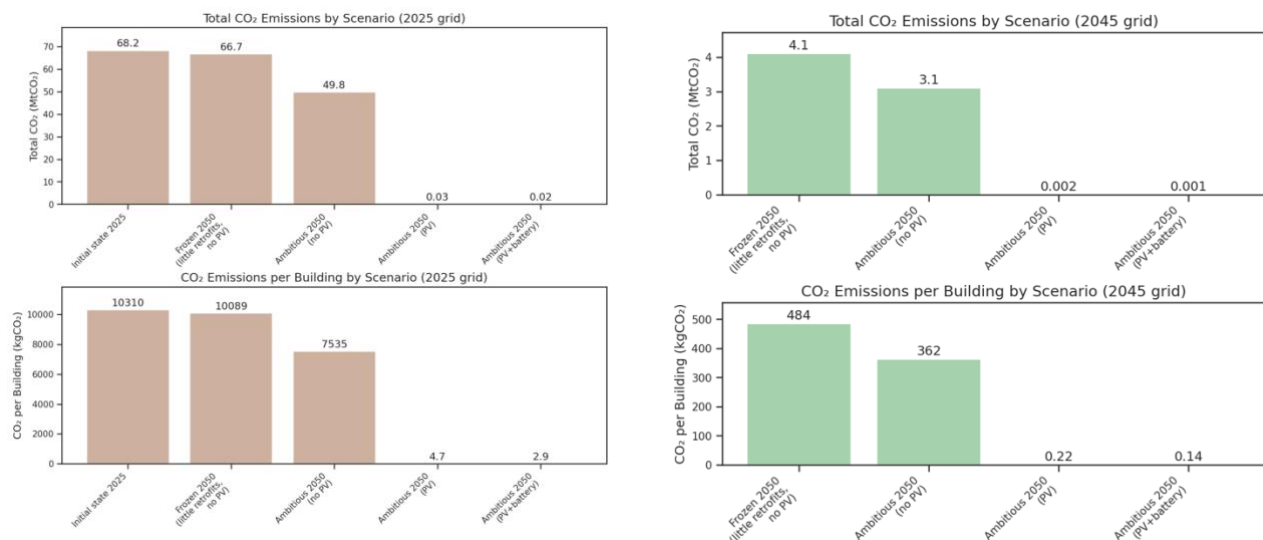 Total CO₂ Emissions by Scenario (2025 grid)
Total CO₂ (MtCO₂)
70
60
50
40
30
20
10
0
68.2
66.7
49.8
0.03
0.02
Initial state 2025
Frozen 2050
(little retrofits,
no PV)
Ambitious 2050
(no PV)
Ambitious 2050
(PV)
Ambitious 2050
(PV+battery)
Total CO₂ Emissions by Scenario (2045 grid)
Total CO₂ (MtCO₂)
4
3
2
1
0
4.1
3.1
0.002
0.001
Frozen 2050
(little retrofits,
no PV)
Ambitious 2050
(no PV)
Ambitious 2050
(PV)
Ambitious 2050
(PV+battery)
CO₂ Emissions per Building by Scenario (2025 grid)
CO₂ per Building (kgCO₂)
10000
8000
6000
4000
2000
0
10310
10089
7535
4.7
2.9
Initial state 2025
Frozen 2050
(little retrofits,
no PV)
Ambitious 2050
(no PV)
Ambitious 2050
(PV)
Ambitious 2050
(PV+battery)
CO₂ Emissions per Building by Scenario (2045 grid)
CO₂ per Building (kgCO₂)
500
400
300
200
100
0
484
362
0.22
0.14
Frozen 2050
(little retrofits,
no PV)
Ambitious 2050
(no PV)
Ambitious 2050
(PV)
Ambitious 2050
(PV+battery)